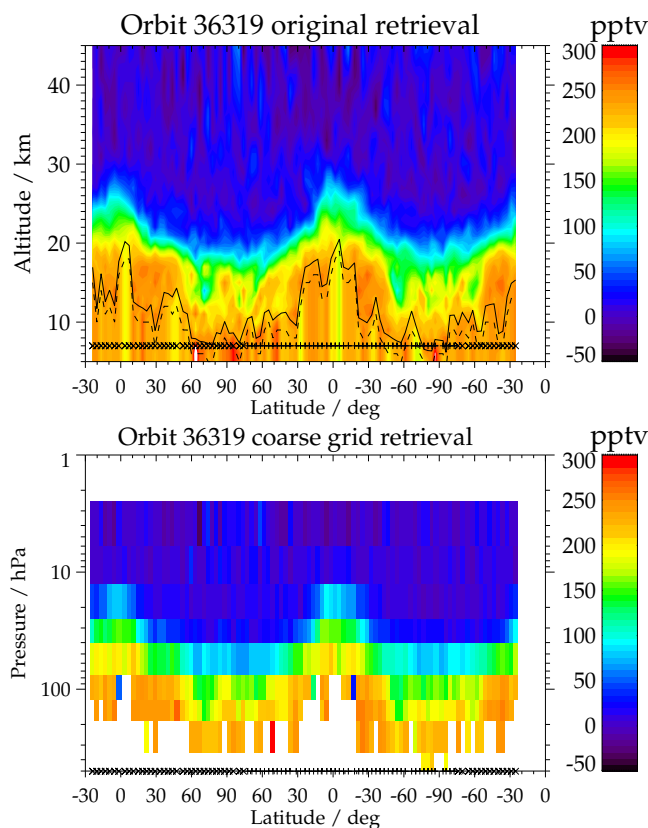 Orbit 36319 original retrieval
pptv
Altitude / km
40
30
20
10
-30 0 30 60 90 60 30 0 -30 -60 -90 -60 -30 0
Latitude / deg
300
250
200
150
100
50
0
-50
Orbit 36319 coarse grid retrieval
pptv
Pressure / hPa
1
10
100
-30 0 30 60 90 60 30 0 -30 -60 -90 -60 -30 0
Latitude / deg
300
250
200
150
100
50
0
-50